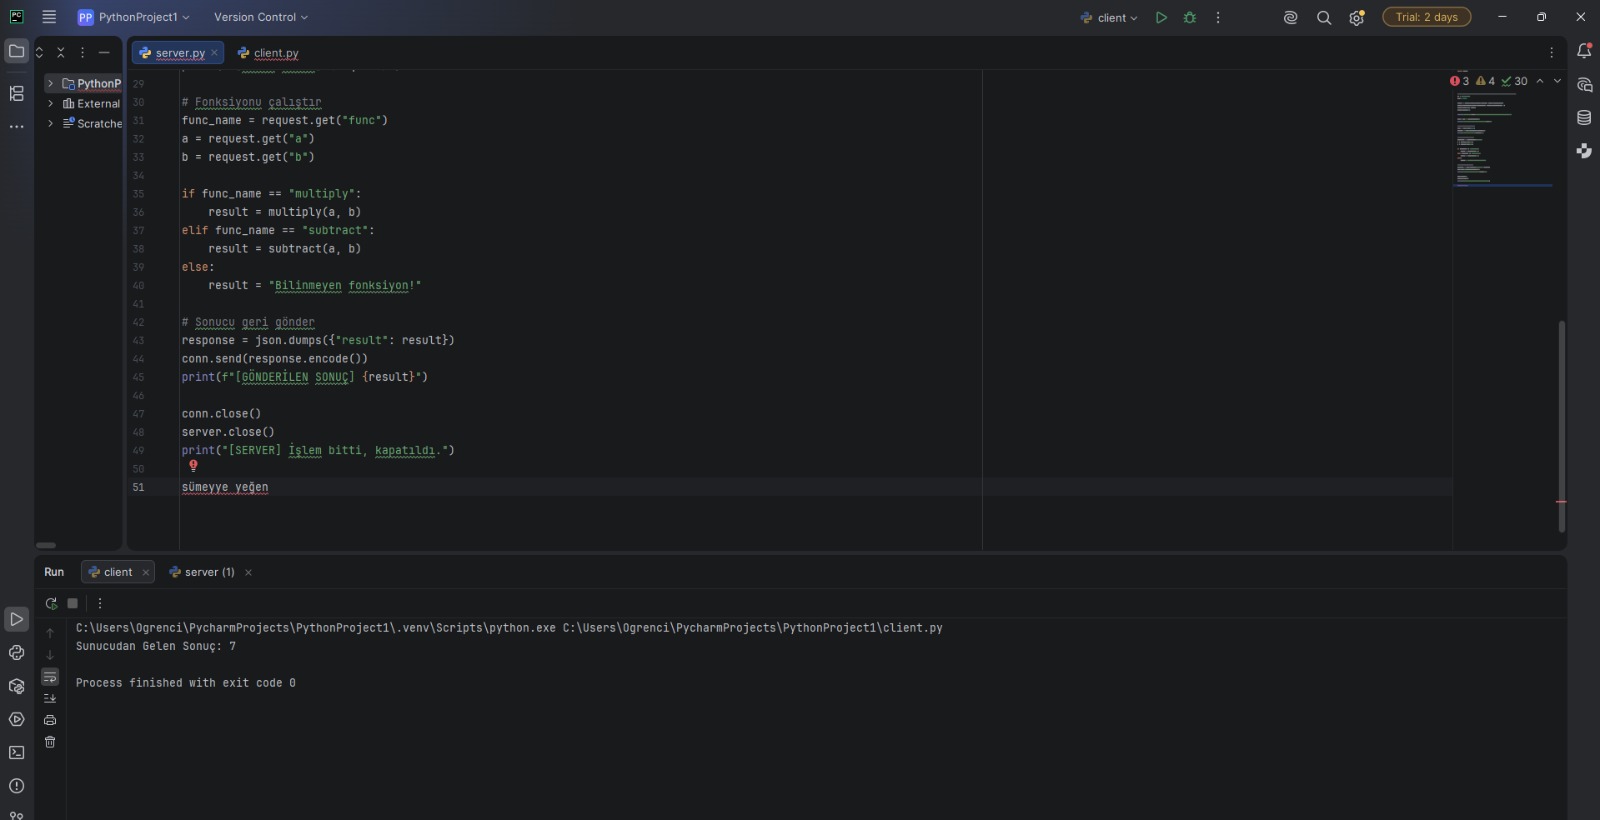 PC
PP PythonProject1
Version Control
client
Trial: 2 days
server.py
client.py
PythonP
External
Scratche
3 4 30
29
30 # Fonksiyonu çalıştır
31 func_name = request.get("func")
32 a = request.get("a")
33 b = request.get("b")
34
35 if func_name == "multiply":
36 result = multiply(a, b)
37 elif func_name == "subtract":
38 result = subtract(a, b)
39 else:
40 result = "Bilinmeyen fonksiyon!"
41
42 # Sonucu geri gönder
43 response = json.dumps({"result": result})
44 conn.send(response.encode())
45 print(f"[GÖNDERİLEN SONUÇ] {result}")
46
47 conn.close()
48 server.close()
49 print("[SERVER] İşlem bitti, kapatıldı.")
50
51 sümeyye yeğen
Run
client
server (1)
C:\Users\Ogrenci\PycharmProjects\PythonProject1\.venv\Scripts\python.exe C:\Users\Ogrenci\PycharmProjects\PythonProject1\client.py
Sunucudan Gelen Sonuç: 7
Process finished with exit code 0